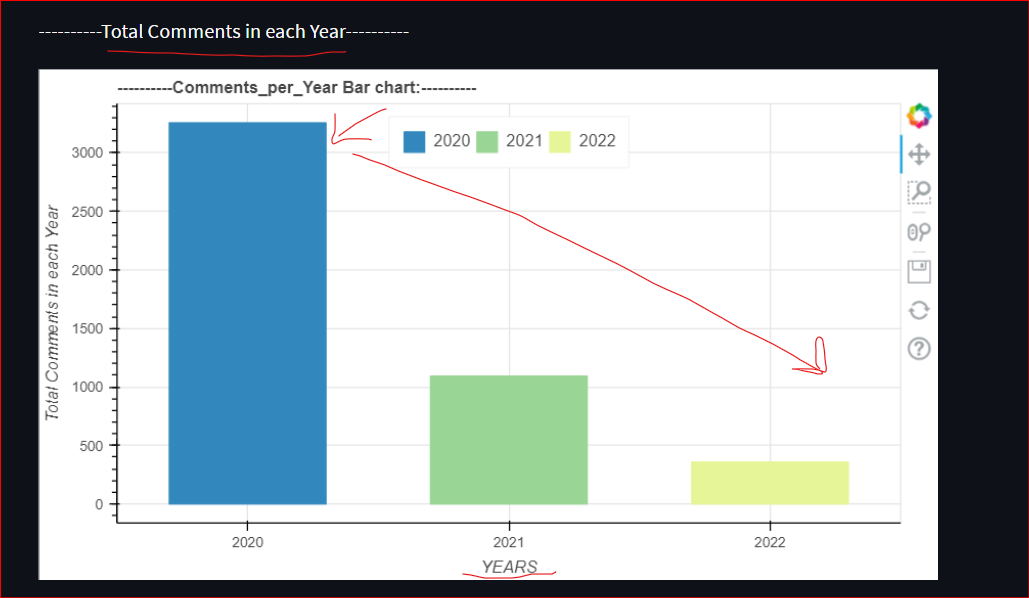 ----------Total Comments in each Year----------
----------Comments_per_Year Bar chart:----------
2020 2021 2022
Total Comments in each Year
3000
2500
2000
1500
1000
500
0
2020 2021 2022
YEARS